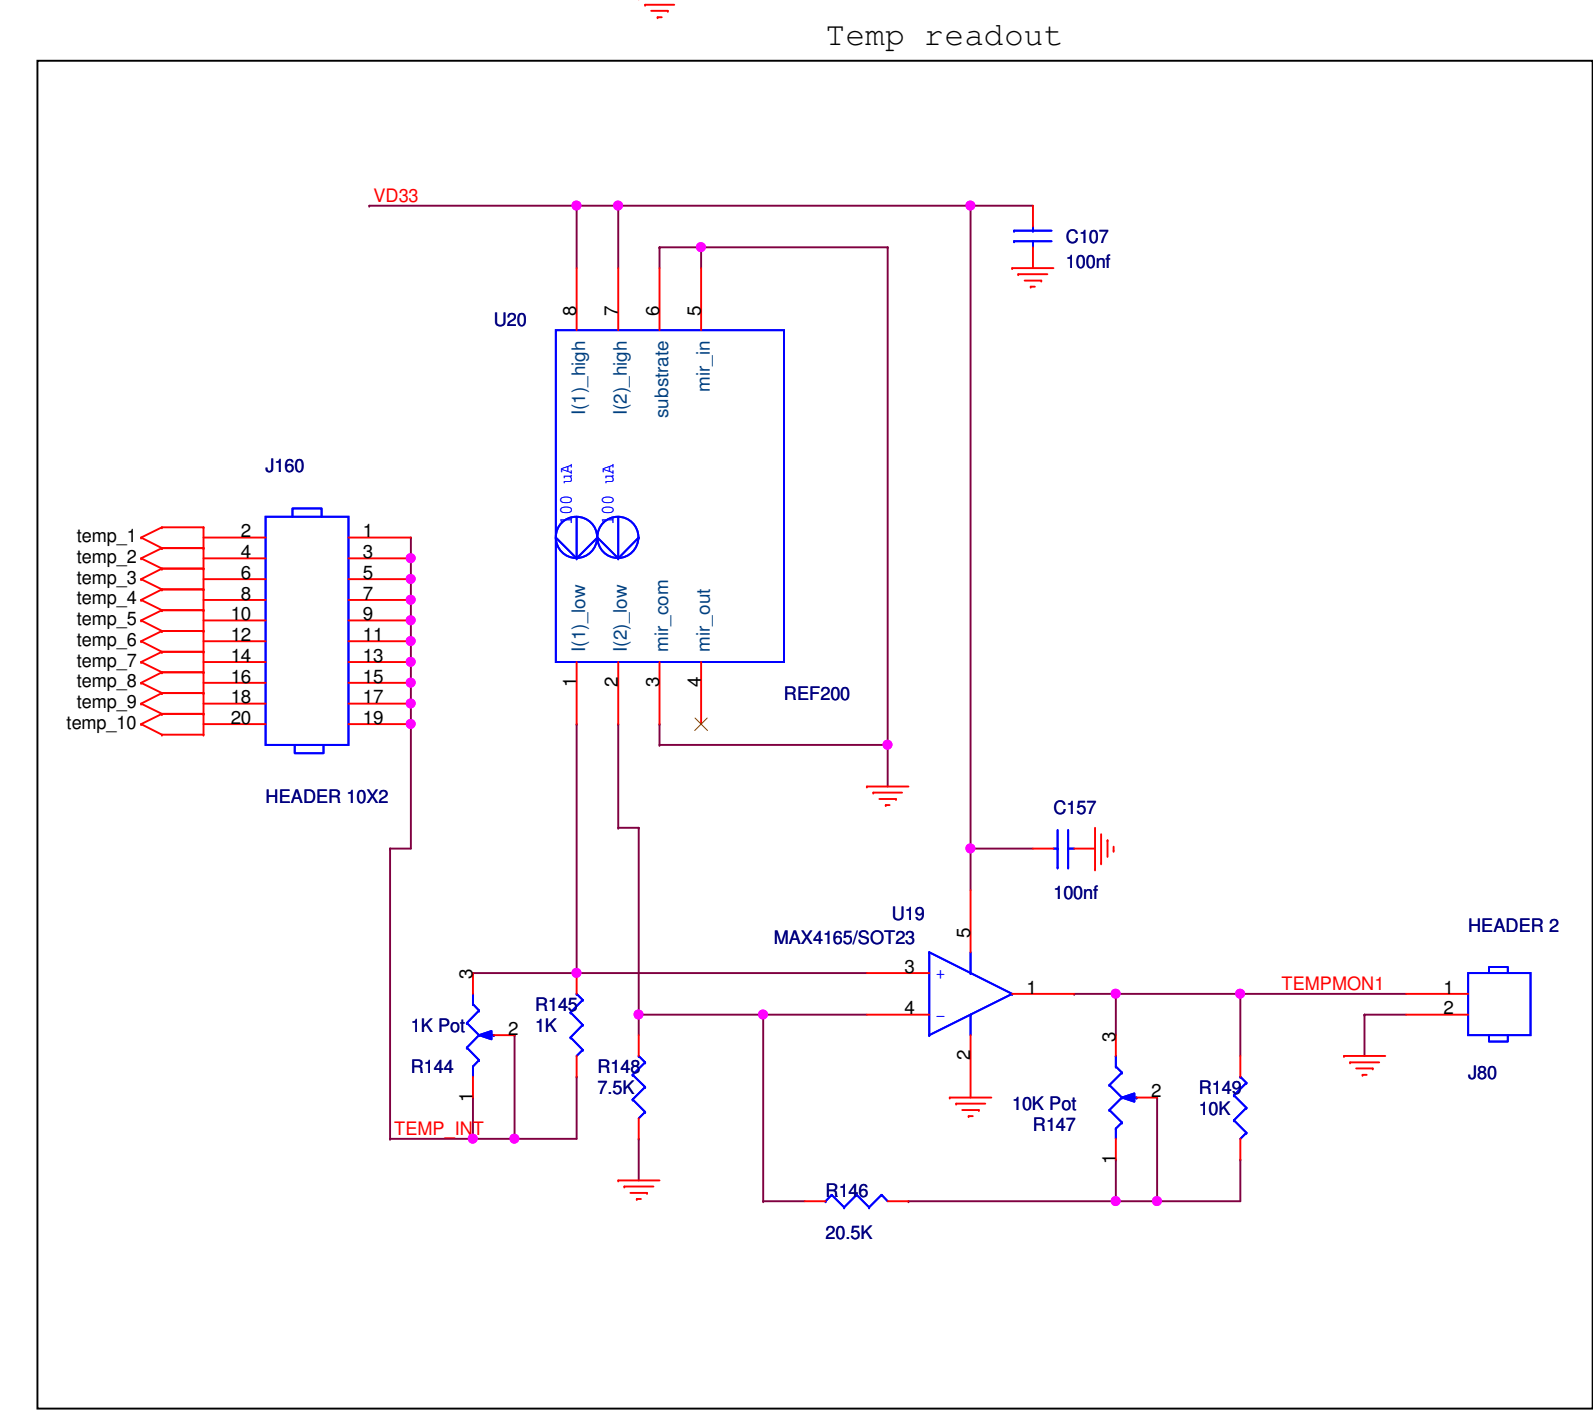 Temp readout
VD33
C107
100nf
U20
8
7
6
5
I(1)_high
I(2)_high
substrate
mir_in
100 uA
100 uA
I(1)_low
I(2)_low
mir_com
mir_out
1
2
3
4
REF200
J160
temp_1
2
1
temp_2
4
3
temp_3
6
5
temp_4
8
7
temp_5
10
9
temp_6
12
11
temp_7
14
13
temp_8
16
15
temp_9
18
17
temp_10
20
19
HEADER 10X2
C157
100nf
U19
MAX4165/SOT23
5
3
+
4
−
1
2
HEADER 2
TEMPMON1
1
2
J80
3
1K Pot
2
R144
1
R145
1K
R148
7.5K
TEMP_INT
3
10K Pot
2
R147
1
R149
10K
R146
20.5K